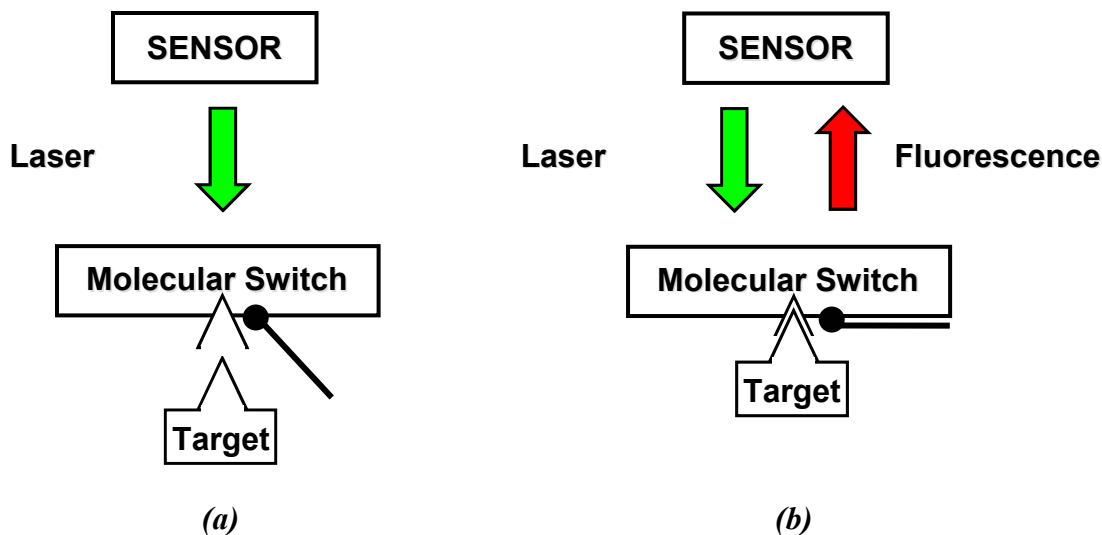 SENSOR
Laser
Molecular Switch
Target
(a)
SENSOR
Laser
Fluorescence
Molecular Switch
Target
(b)